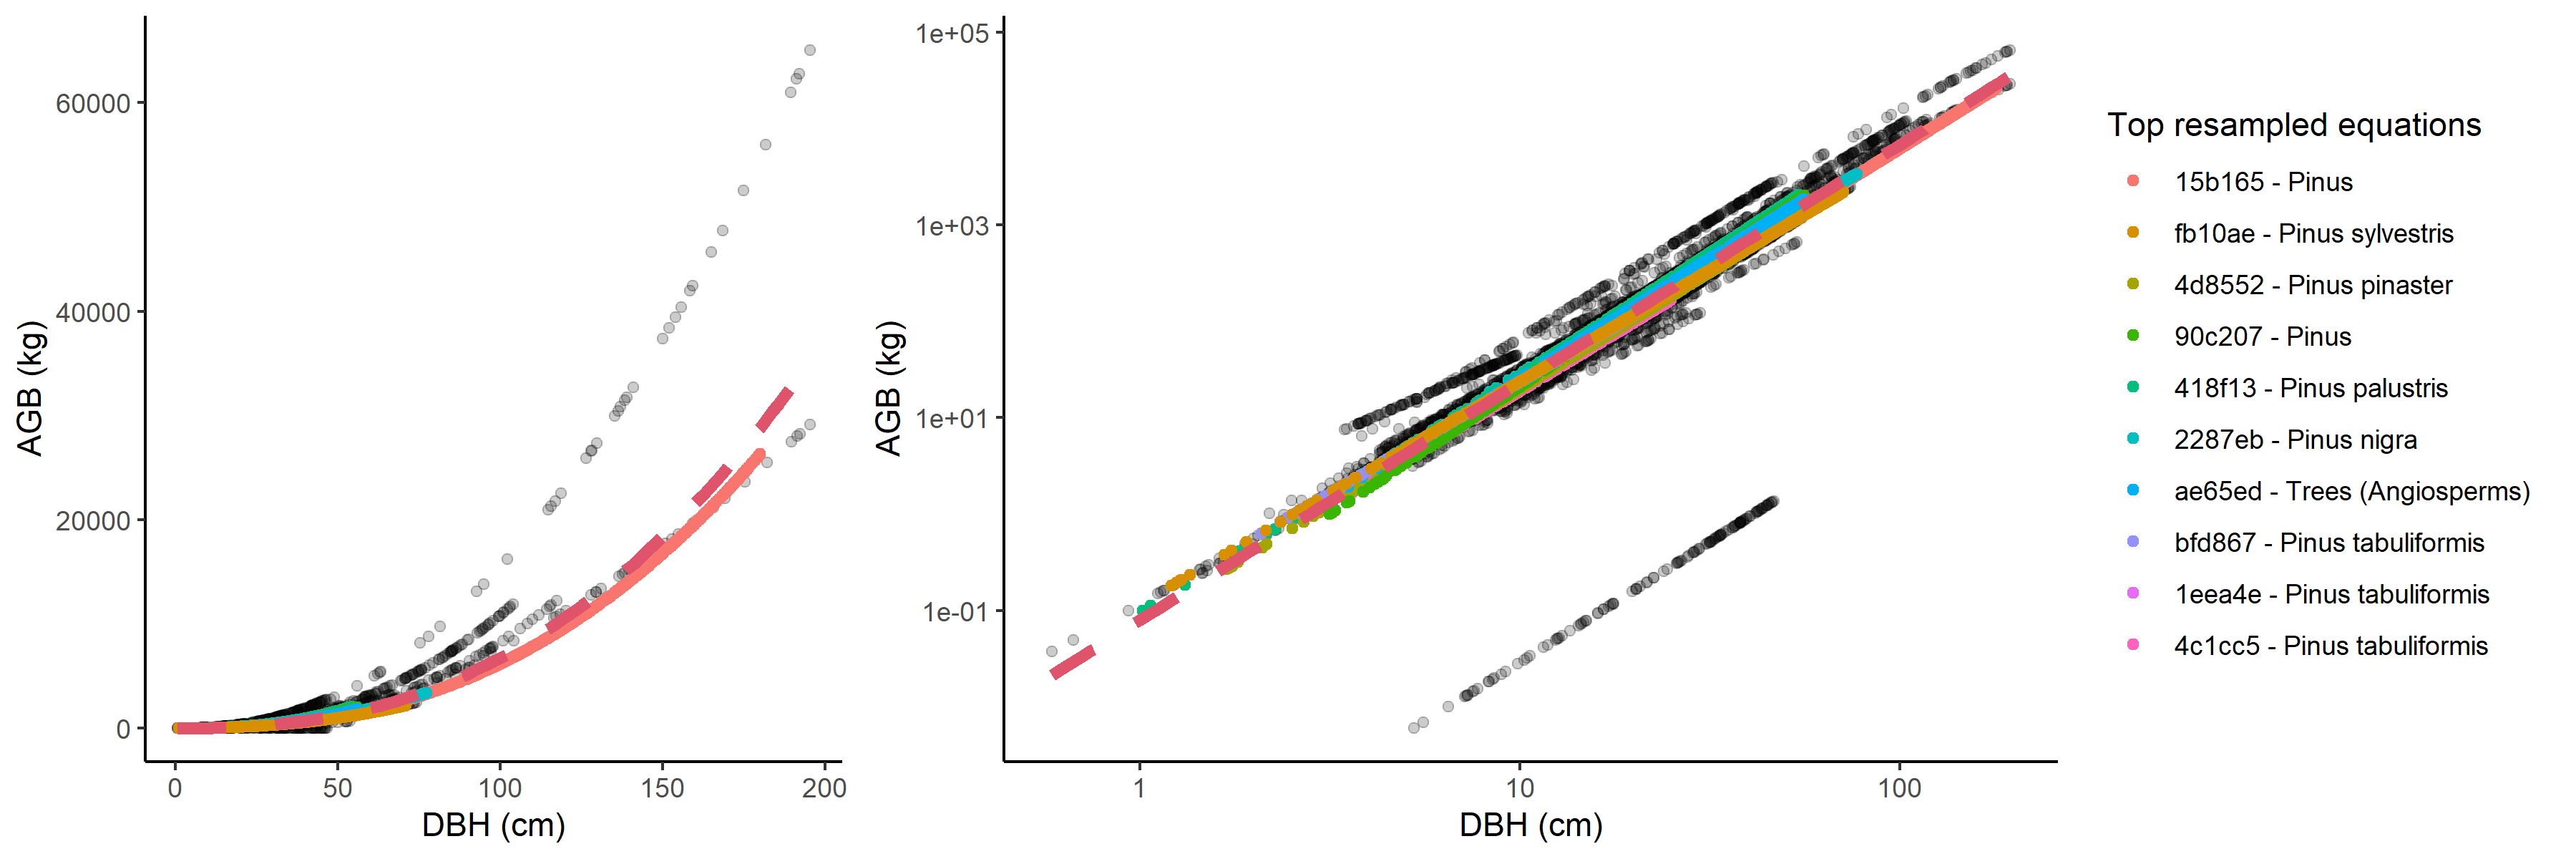 AGB (kg)
60000
40000
20000
0
0 50 100 150 200
DBH (cm)
AGB (kg)
1e+05
1e+03
1e+01
1e-01
1 10 100
DBH (cm)
Top resampled equations
15b165 - Pinus
fb10ae - Pinus sylvestris
4d8552 - Pinus pinaster
90c207 - Pinus
418f13 - Pinus palustris
2287eb - Pinus nigra
ae65ed - Trees (Angiosperms)
bfd867 - Pinus tabuliformis
1eea4e - Pinus tabuliformis
4c1cc5 - Pinus tabuliformis